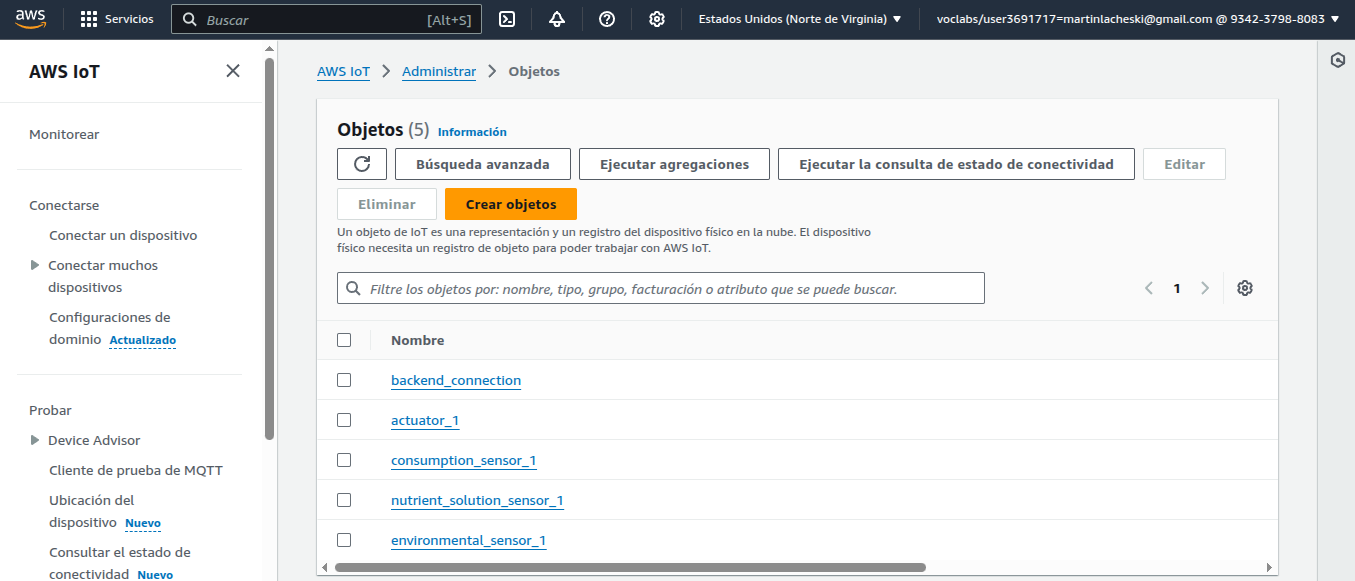 aws
Servicios
Buscar
[Alt+S]
Estados Unidos (Norte de Virginia)
voclabs/user3691717=martinlacheski@gmail.com @ 9342-3798-8083
AWS IoT
Monitorear
Conectarse
Conectar un dispositivo
Conectar muchos
dispositivos
Configuraciones de
dominio Actualizado
Probar
Device Advisor
Cliente de prueba de MQTT
Ubicación del
dispositivo Nuevo
Consultar el estado de
conectividad Nuevo
AWS IoT > Administrar > Objetos
Objetos (5) Información
Búsqueda avanzada
Ejecutar agregaciones
Ejecutar la consulta de estado de conectividad
Editar
Eliminar
Crear objetos
Un objeto de IoT es una representación y un registro del dispositivo físico en la nube. El dispositivo
físico necesita un registro de objeto para poder trabajar con AWS IoT.
Filtre los objetos por: nombre, tipo, grupo, facturación o atributo que se puede buscar.
1
Nombre
backend_connection
actuator_1
consumption_sensor_1
nutrient_solution_sensor_1
environmental_sensor_1